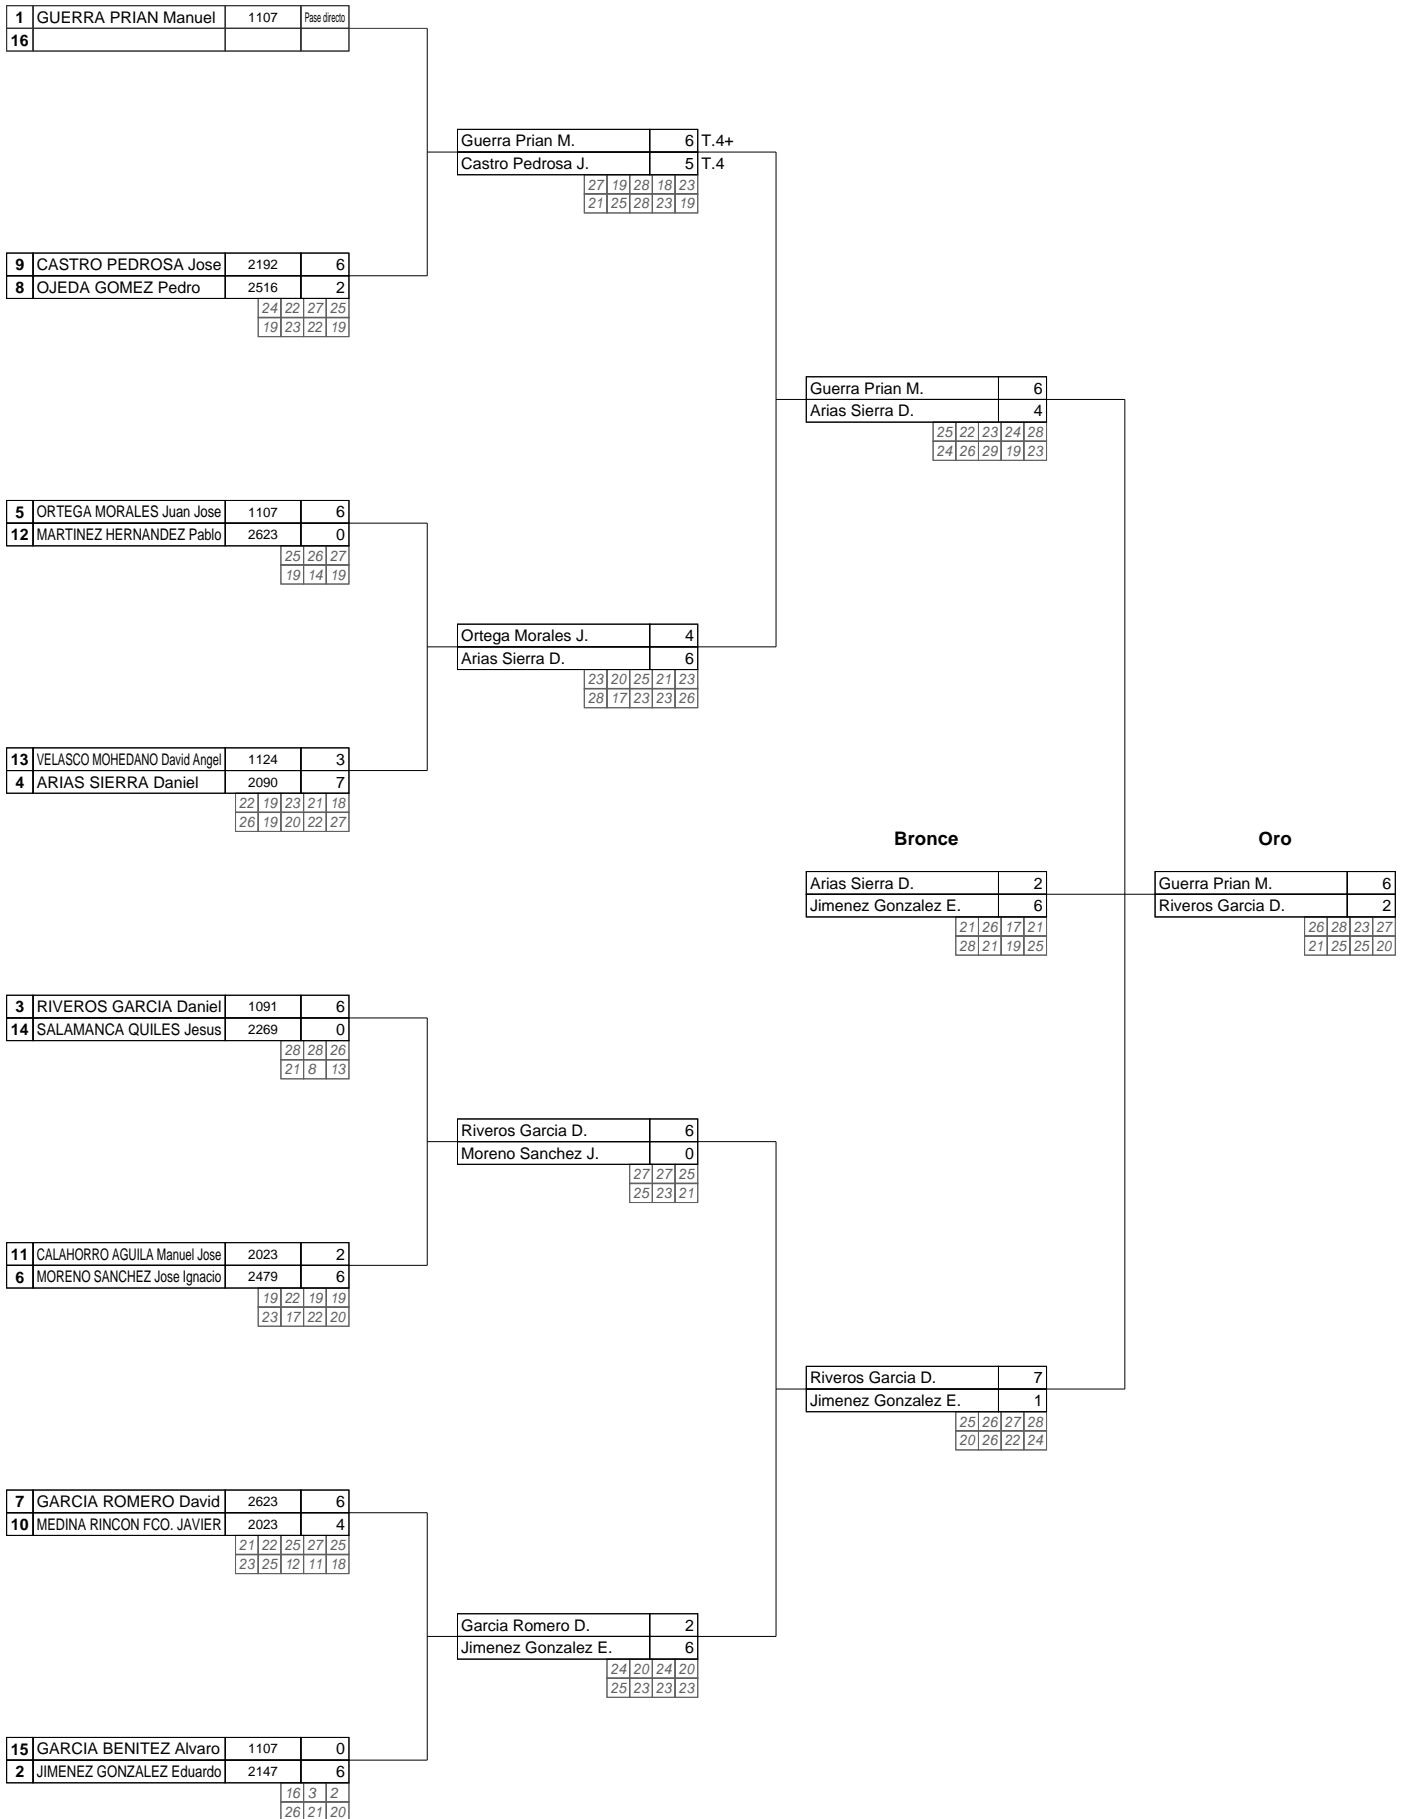 1 GUERRA PRIAN Manuel 1107 Pase directo
16
Guerra Prian M. 6 T.4+
Castro Pedrosa J. 5 T.4
27 19 28 18 23
21 25 28 23 19
9 CASTRO PEDROSA Jose 2192 6
8 OJEDA GOMEZ Pedro 2516 2
24 22 27 25
19 23 22 19
Guerra Prian M. 6
Arias Sierra D. 4
25 22 23 24 28
24 26 29 19 23
5 ORTEGA MORALES Juan Jose 1107 6
12 MARTINEZ HERNANDEZ Pablo 2623 0
25 26 27
19 14 19
Ortega Morales J. 4
Arias Sierra D. 6
23 20 25 21 23
28 17 23 23 26
13 VELASCO MOHEDANO David Angel 1124 3
4 ARIAS SIERRA Daniel 2090 7
22 19 23 21 18
26 19 20 22 27
Bronce Oro
Arias Sierra D. 2 Guerra Prian M. 6
Jimenez Gonzalez E. 6 Riveros Garcia D. 2
21 26 17 21 26 28 23 27
28 21 19 25 21 25 25 20
3 RIVEROS GARCIA Daniel 1091 6
14 SALAMANCA QUILES Jesus 2269 0
28 28 26
21 8 13
Riveros Garcia D. 6
Moreno Sanchez J. 0
27 27 25
25 23 21
11 CALAHORRO AGUILA Manuel Jose 2023 2
6 MORENO SANCHEZ Jose Ignacio 2479 6
19 22 19 19
23 17 22 20
Riveros Garcia D. 7
Jimenez Gonzalez E. 1
25 26 27 28
20 26 22 24
7 GARCIA ROMERO David 2623 6
10 MEDINA RINCON FCO. JAVIER 2023 4
21 22 25 27 25
23 25 12 11 18
Garcia Romero D. 2
Jimenez Gonzalez E. 6
24 20 24 20
25 23 23 23
15 GARCIA BENITEZ Alvaro 1107 0
2 JIMENEZ GONZALEZ Eduardo 2147 6
16 3 2
26 21 20